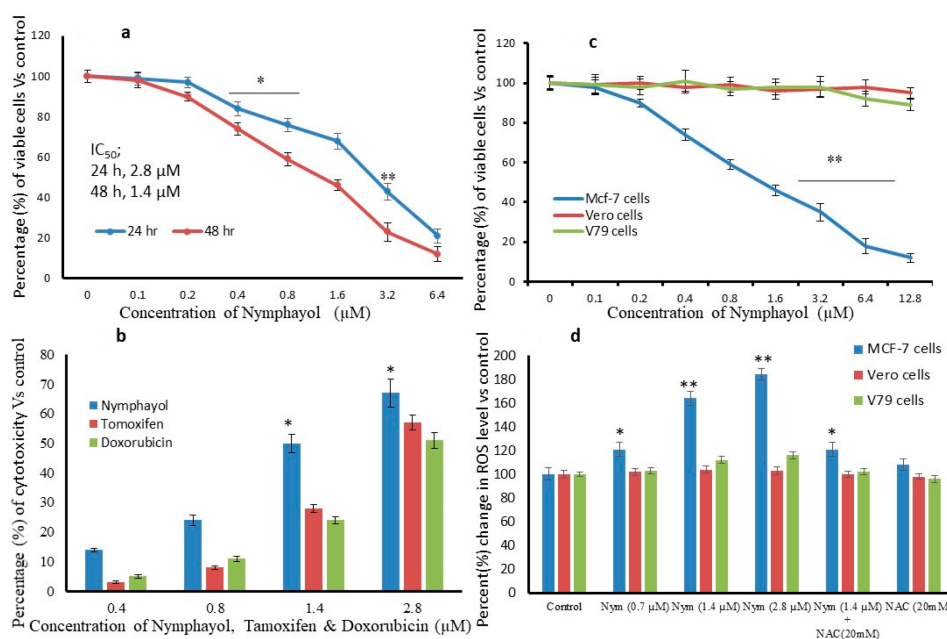 a
Percentage (%) of viable cells Vs control
120
100
80
60
40
20
0
*
**
IC50;
24 h, 2.8 µM
48 h, 1.4 µM
24 hr
48 hr
0 0.1 0.2 0.4 0.8 1.6 3.2 6.4
Concentration of Nymphayol (µM)
c
Percentage (%) of viable cells Vs control
120
100
80
60
40
20
0
**
Mcf-7 cells
Vero cells
V79 cells
0 0.1 0.2 0.4 0.8 1.6 3.2 6.4 12.8
Concentration of Nymphayol (µM)
b
Percentage (%) of cytotoxicity Vs control
80
70
60
50
40
30
20
10
0
Nymphayol
Tomoxifen
Doxorubicin
*
*
0.4 0.8 1.4 2.8
Concentration of Nymphayol, Tamoxifen & Doxorubicin (µM)
d
Percent(%) change in ROS level vs control
200
180
160
140
120
100
80
60
40
20
0
MCF-7 cells
Vero cells
V79 cells
*
**
**
*
Control Nym (0.7 µM) Nym (1.4 µM) Nym (2.8 µM) Nym (1.4 µM) NAC (20mM)
+
NAC(20mM)